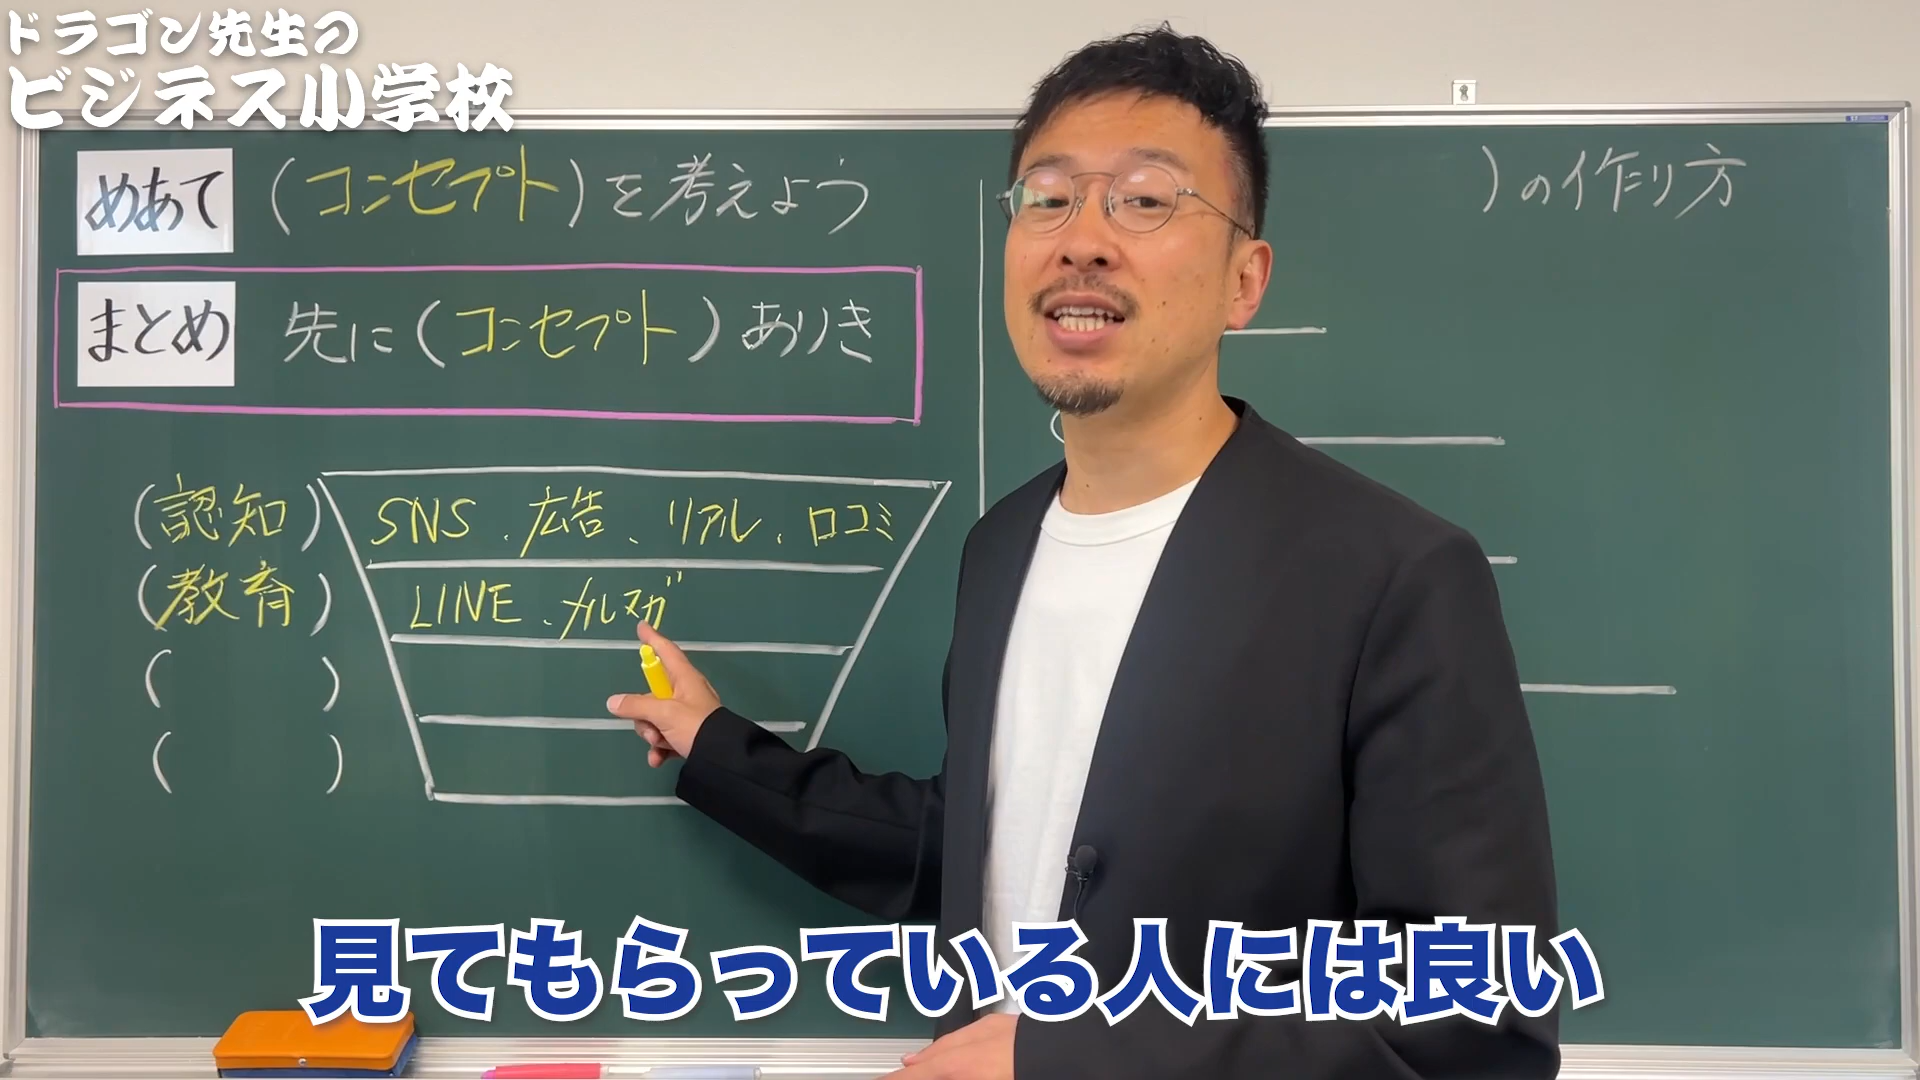 ドラゴン先生の
ビジネス小学校
めあて (コンセプト)を考えよう
まとめ 先に(コンセプト)ありき
(認知) SNS、広告、リアル、口コミ
(教育) LINE、メルマガ
( )
( )
)の作り方
見てもらっている人には良い